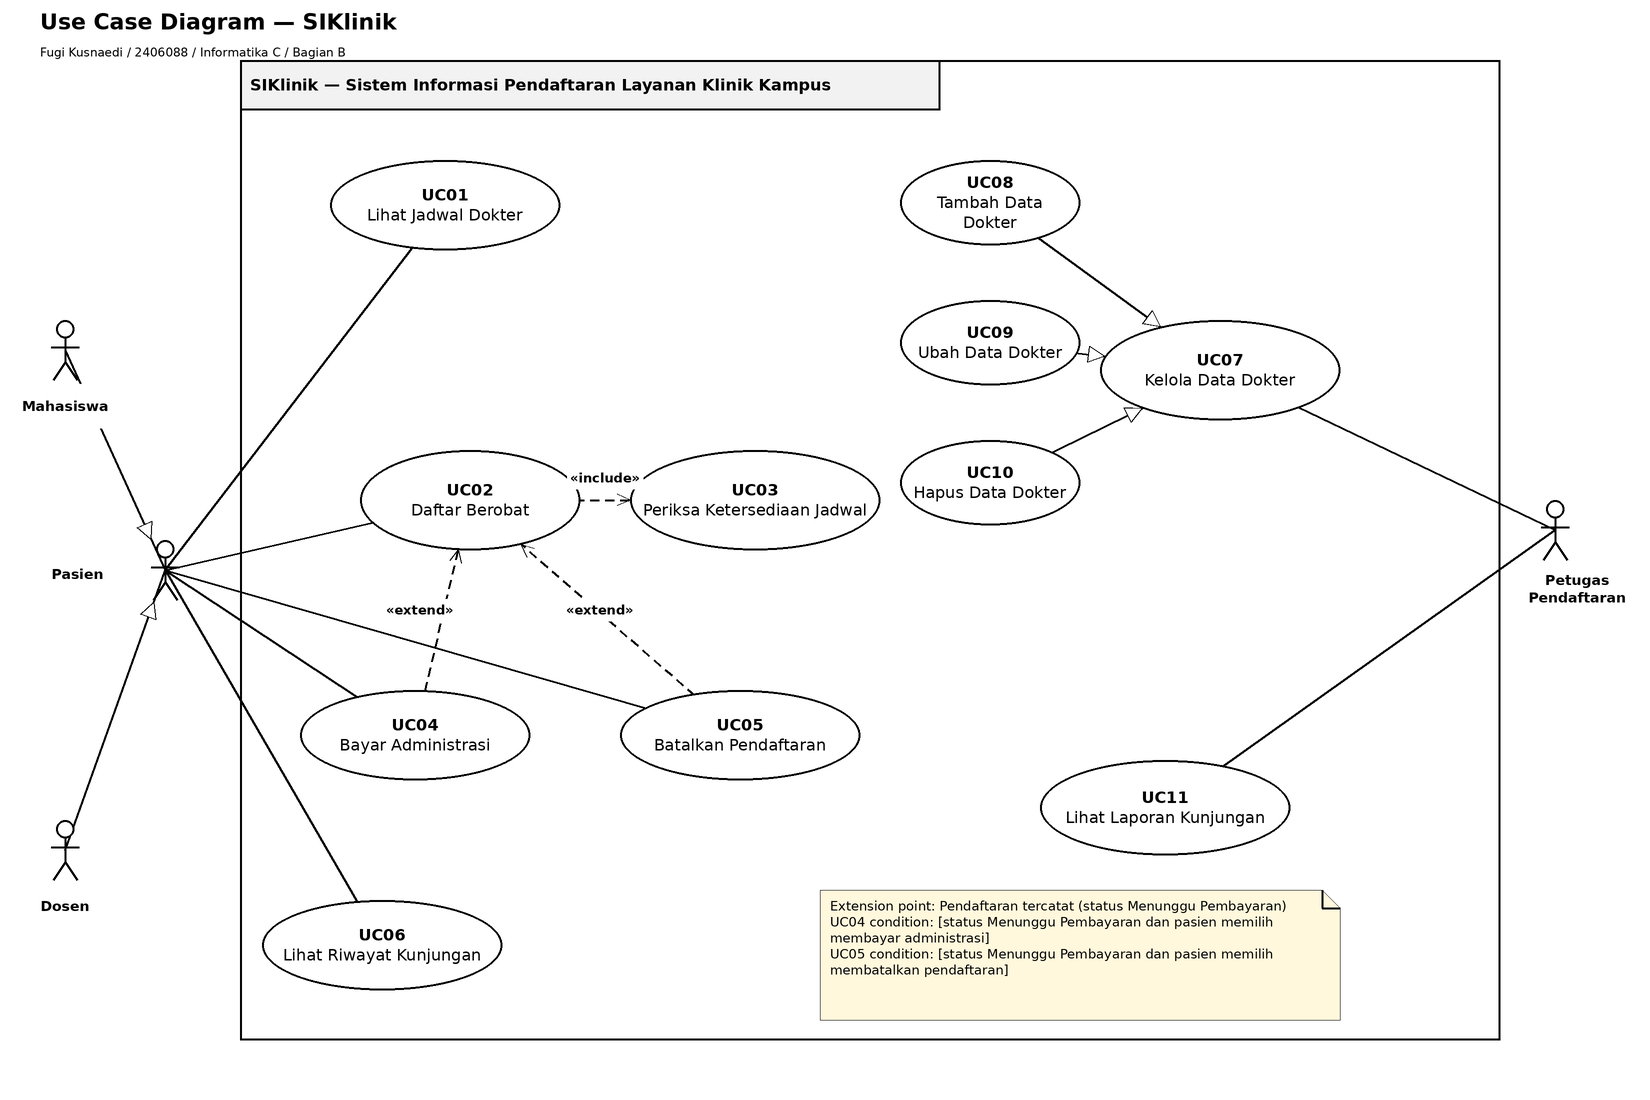 Use Case Diagram — SIKlinik
Fugi Kusnaedi / 2406088 / Informatika C / Bagian B
SIKlinik — Sistem Informasi Pendaftaran Layanan Klinik Kampus
UC01
Lihat Jadwal Dokter
UC08
Tambah Data
Dokter
UC09
Ubah Data Dokter
UC07
Kelola Data Dokter
Mahasiswa
UC10
Hapus Data Dokter
UC02
Daftar Berobat
«include»
UC03
Periksa Ketersediaan Jadwal
Pasien
Petugas
Pendaftaran
«extend»
«extend»
UC04
Bayar Administrasi
UC05
Batalkan Pendaftaran
UC11
Lihat Laporan Kunjungan
Dosen
UC06
Lihat Riwayat Kunjungan
Extension point: Pendaftaran tercatat (status Menunggu Pembayaran)
UC04 condition: [status Menunggu Pembayaran dan pasien memilih
membayar administrasi]
UC05 condition: [status Menunggu Pembayaran dan pasien memilih
membatalkan pendaftaran]